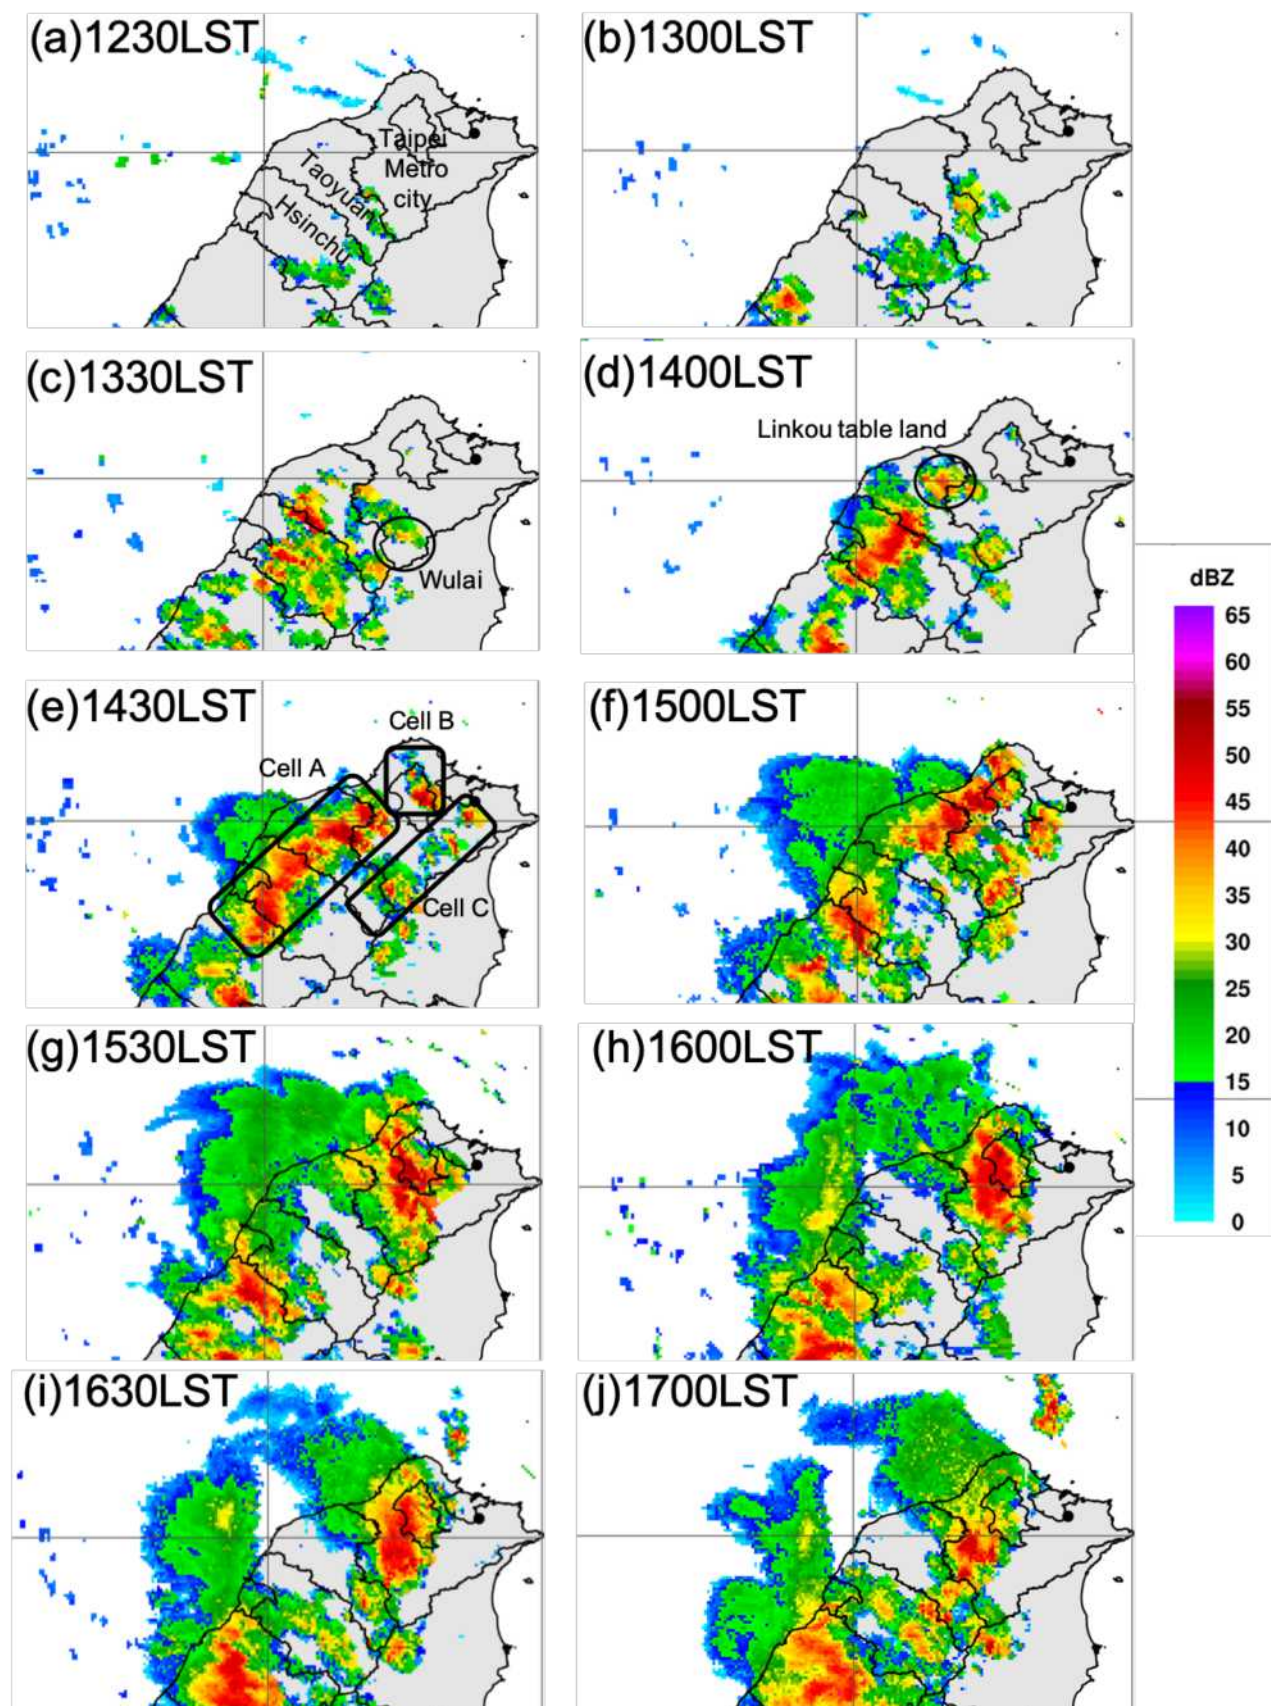 (a)1230LST
Taipei
Metro
city
Taoyuan
Hsinchu
(b)1300LST
(c)1330LST
Wulai
(d)1400LST
Linkou table land
(e)1430LST
Cell A
Cell B
Cell C
(f)1500LST
(g)1530LST
(h)1600LST
(i)1630LST
(j)1700LST
dBZ
65
60
55
50
45
40
35
30
25
20
15
10
5
0